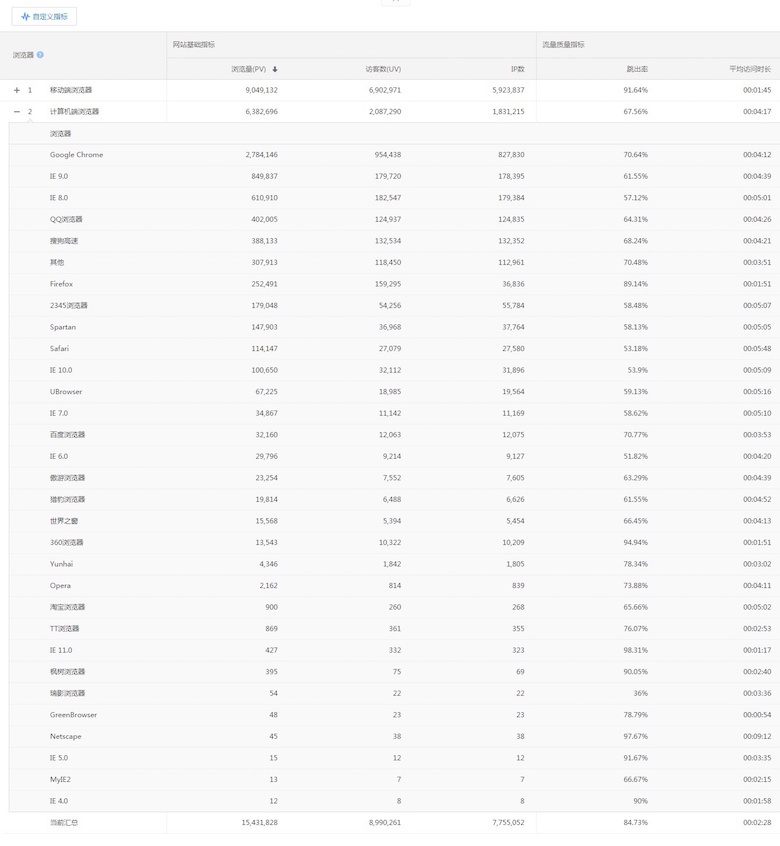 自定义指标
浏览器 网站基础指标 流量质量指标
浏览量(PV) 访客数(UV) IP数 跳出率 平均访问时长
1 移动端浏览器 9,049,132 6,902,971 5,923,837 91.64% 00:01:45
2 计算机端浏览器 6,382,696 2,087,290 1,831,215 67.56% 00:04:17
浏览器
Google Chrome 2,784,146 954,438 827,830 70.64% 00:04:12
IE 9.0 849,837 179,720 178,395 61.55% 00:04:39
IE 8.0 610,910 182,547 179,384 57.12% 00:05:01
QQ浏览器 402,005 124,937 124,835 64.31% 00:04:26
搜狗高速 388,133 132,534 132,352 68.24% 00:04:21
其他 307,913 118,450 112,961 70.48% 00:03:51
Firefox 252,491 159,295 36,836 89.14% 00:01:51
2345浏览器 179,048 54,256 55,784 58.48% 00:05:07
Spartan 147,903 36,968 37,764 58.13% 00:05:05
Safari 114,147 27,079 27,580 53.18% 00:05:48
IE 10.0 100,650 32,112 31,896 53.9% 00:05:09
UBrowser 67,225 18,985 19,564 59.13% 00:05:16
IE 7.0 34,867 11,142 11,169 58.62% 00:05:10
百度浏览器 32,160 12,063 12,075 70.77% 00:03:53
IE 6.0 29,796 9,214 9,127 51.82% 00:04:20
傲游浏览器 23,254 7,552 7,605 63.29% 00:04:39
猎豹浏览器 19,814 6,488 6,626 61.55% 00:04:52
世界之窗 15,568 5,394 5,454 66.45% 00:04:13
360浏览器 13,543 10,322 10,209 94.94% 00:01:51
Yunhai 4,346 1,842 1,805 78.34% 00:03:02
Opera 2,162 814 839 73.88% 00:04:11
淘宝浏览器 900 260 268 65.66% 00:05:02
TT浏览器 869 361 355 76.07% 00:02:53
IE 11.0 427 332 323 98.31% 00:01:17
枫树浏览器 395 75 69 90.05% 00:02:40
瑞影浏览器 54 22 22 36% 00:03:36
GreenBrowser 48 23 23 78.79% 00:00:54
Netscape 45 38 38 97.67% 00:09:12
IE 5.0 15 12 12 91.67% 00:03:35
MyIE2 13 7 7 66.67% 00:02:15
IE 4.0 12 8 8 90% 00:01:58
当前汇总 15,431,828 8,990,261 7,755,052 84.73% 00:02:28